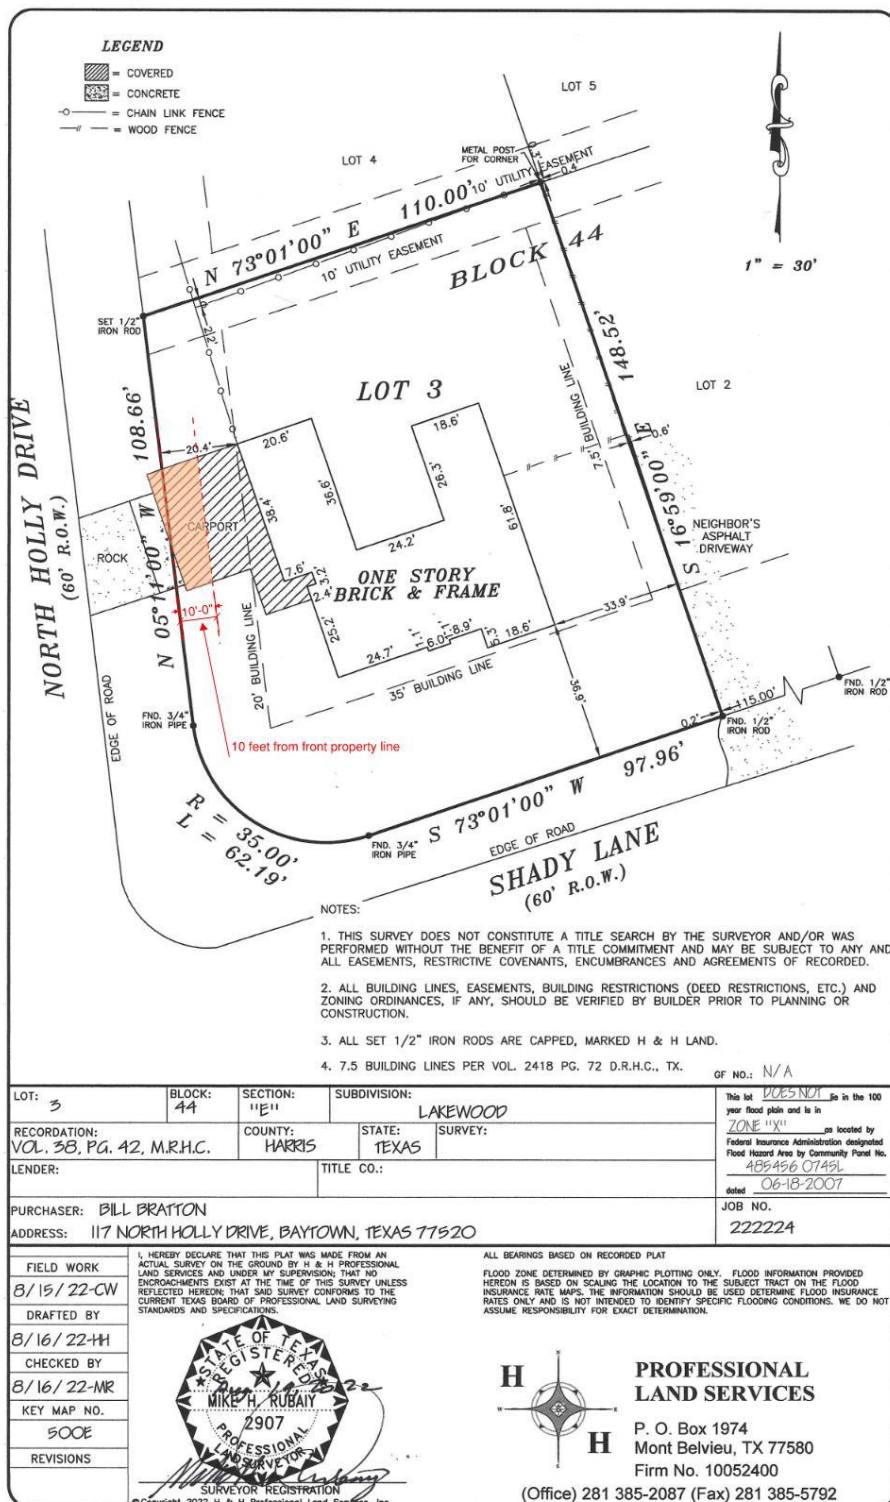 LEGEND
= COVERED
= CONCRETE
= CHAIN LINK FENCE
= WOOD FENCE
LOT 5
LOT 4
METAL POST
FOR CORNER
0.3'
0.4'
10' UTILITY EASEMENT
N 73°01'00" E 110.00'
10' UTILITY EASEMENT
BLOCK 44
1" = 30'
SET 1/2"
IRON ROD
2.2'
LOT 3
148.52'
LOT 2
NORTH HOLLY DRIVE
(60' R.O.W.)
108.66'
N 05°11'00" W
20.4'
20.6'
18.6'
7.5' BUILDING LINE
0.6'
S 16°59'00" E
36.6'
26.3'
38.4'
61.8'
24.2'
CARPORT
ROCK
NEIGHBOR'S
ASPHALT
DRIVEWAY
7.6'
3.2'
2.4'
ONE STORY
BRICK & FRAME
33.9'
10'-0"
25.2'
24.7'
1.1'
6.0'
8.9'
5.3'
18.6'
20' BUILDING LINE
35' BUILDING LINE
39.9'
EDGE OF ROAD
FND. 3/4"
IRON PIPE
10 feet from front property line
FND. 1/2"
IRON ROD
115.00'
0.2'
FND. 1/2"
IRON ROD
R = 35.00'
L = 62.19'
S 73°01'00" W 97.96'
FND. 3/4"
IRON PIPE
EDGE OF ROAD
SHADY LANE
(60' R.O.W.)
NOTES:
1. THIS SURVEY DOES NOT CONSTITUTE A TITLE SEARCH BY THE SURVEYOR AND/OR WAS
PERFORMED WITHOUT THE BENEFIT OF A TITLE COMMITMENT AND MAY BE SUBJECT TO ANY AND
ALL EASEMENTS, RESTRICTIVE COVENANTS, ENCUMBRANCES AND AGREEMENTS OF RECORDED.
2. ALL BUILDING LINES, EASEMENTS, BUILDING RESTRICTIONS (DEED RESTRICTIONS, ETC.) AND
ZONING ORDINANCES, IF ANY, SHOULD BE VERIFIED BY BUILDER PRIOR TO PLANNING OR
CONSTRUCTION.
3. ALL SET 1/2" IRON RODS ARE CAPPED, MARKED H & H LAND.
4. 7.5 BUILDING LINES PER VOL. 2418 PG. 72 D.R.H.C., TX.
GF NO.: N/A
LOT: 3
BLOCK: 44
SECTION: "E"
SUBDIVISION: LAKEWOOD
This lot DOES NOT lie in the 100
year flood plain and is in
ZONE "X" as located by
Federal Insurance Administration designated
Flood Hazard Area by Community Panel No.
485456 0745L
dated 06-18-2007
RECORDATION:
VOL. 38, PG. 42, M.R.H.C.
COUNTY: HARRIS
STATE: TEXAS
SURVEY:
LENDER:
TITLE CO.:
PURCHASER: BILL BRATTON
ADDRESS: 117 NORTH HOLLY DRIVE, BAYTOWN, TEXAS 77520
JOB NO.
222224
FIELD WORK
8/15/22-CW
DRAFTED BY
8/16/22-HH
CHECKED BY
8/16/22-MR
KEY MAP NO.
500E
REVISIONS
I, HEREBY DECLARE THAT THIS PLAT WAS MADE FROM AN
ACTUAL SURVEY ON THE GROUND BY H & H PROFESSIONAL
LAND SERVICES AND UNDER MY SUPERVISION; THAT NO
ENCROACHMENTS EXIST AT THE TIME OF THIS SURVEY UNLESS
REFLECTED HEREON; THAT SAID SURVEY CONFORMS TO THE
CURRENT TEXAS BOARD OF PROFESSIONAL LAND SURVEYING
STANDARDS AND SPECIFICATIONS.
STATE OF TEXAS
REGISTERED
MIKE H. RUBAIY
2907
PROFESSIONAL
LAND SURVEYOR
SURVEYOR REGISTRATION
© Copyright 2022 H & H Professional Land Services, Inc.
ALL BEARINGS BASED ON RECORDED PLAT
FLOOD ZONE DETERMINED BY GRAPHIC PLOTTING ONLY. FLOOD INFORMATION PROVIDED
HEREON IS BASED ON SCALING THE LOCATION TO THE SUBJECT TRACT ON THE FLOOD
INSURANCE RATE MAPS. THE INFORMATION SHOULD BE USED DETERMINE FLOOD INSURANCE
RATES ONLY AND IS NOT INTENDED TO IDENTIFY SPECIFIC FLOODING CONDITIONS. WE DO NOT
ASSUME RESPONSIBILITY FOR EXACT DETERMINATION.
H
H
PROFESSIONAL
LAND SERVICES
P. O. Box 1974
Mont Belvieu, TX 77580
Firm No. 10052400
(Office) 281 385-2087 (Fax) 281 385-5792